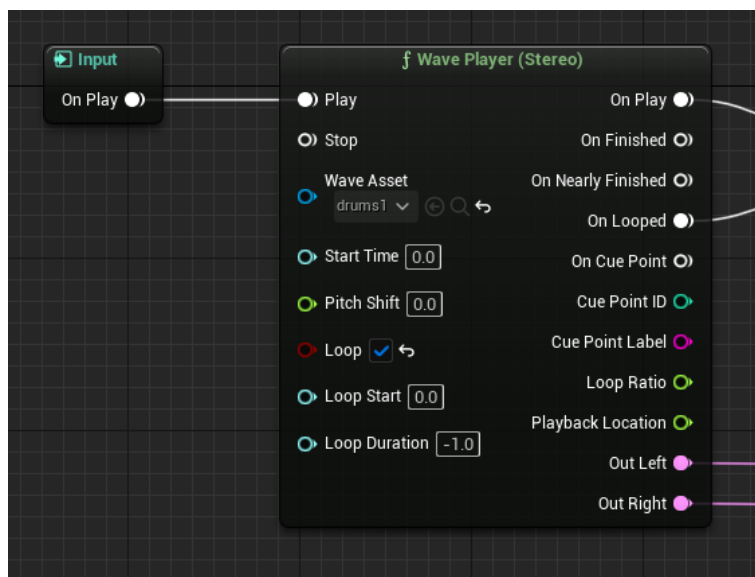 Input
On Play
ƒ Wave Player (Stereo)
Play
On Play
Stop
On Finished
Wave Asset
On Nearly Finished
drums1
On Looped
Start Time 0.0
On Cue Point
Pitch Shift 0.0
Cue Point ID
Loop
Cue Point Label
Loop Start 0.0
Loop Ratio
Loop Duration -1.0
Playback Location
Out Left
Out Right